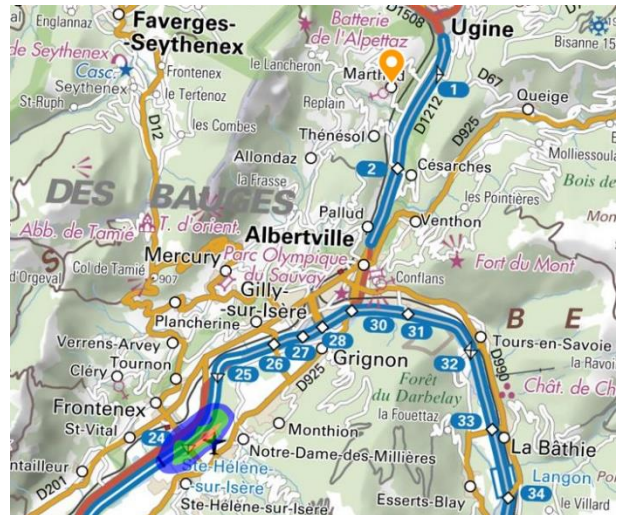 Englannaz
Faverges-
Seythenex
Batterie
de l'Alpettaz
D1508
Ugine
Bisanne 15
de Seythenex
Casc.
Seythenex
Frontenex
le Tertenoz
St-Ruph
les Combes
le Lancheron
Marthod
Replain
1
D67
D1212
D925
Queige
Thénésol
D12
Allondaz
la Frasse
2
Césarches
Molliessoula
Bois de
DES BAUGES
les Pointières
Pallud
Venthon
Abb. de Tamié
T. d'orient.
Albertville
Mon
S
Mercury
Parc Olympique
du Sauvay
Fort du Mont
d'Orgeval
Col de Tamié
907
Conflans
Gilly-
sur-Isère
Plancherine
30
31
B E
Verrens-Arvey
28
27
26
Tours-en-Savoie
Tournon
Grignon
32
D990
la Ravoi
Cléry
25
D925
Forêt
du Darbelay
Chât. de Ch
Frontenex
la Fouettaz
St-Vital
24
Monthion
33
La Bâthie
Notre-Dame-des-Millières
ntailleur
Ste-Hélène-
sur-Isère
Langon
D201
Esserts-Blay
34
le Villard
Ste-Hélène-sur-Isère